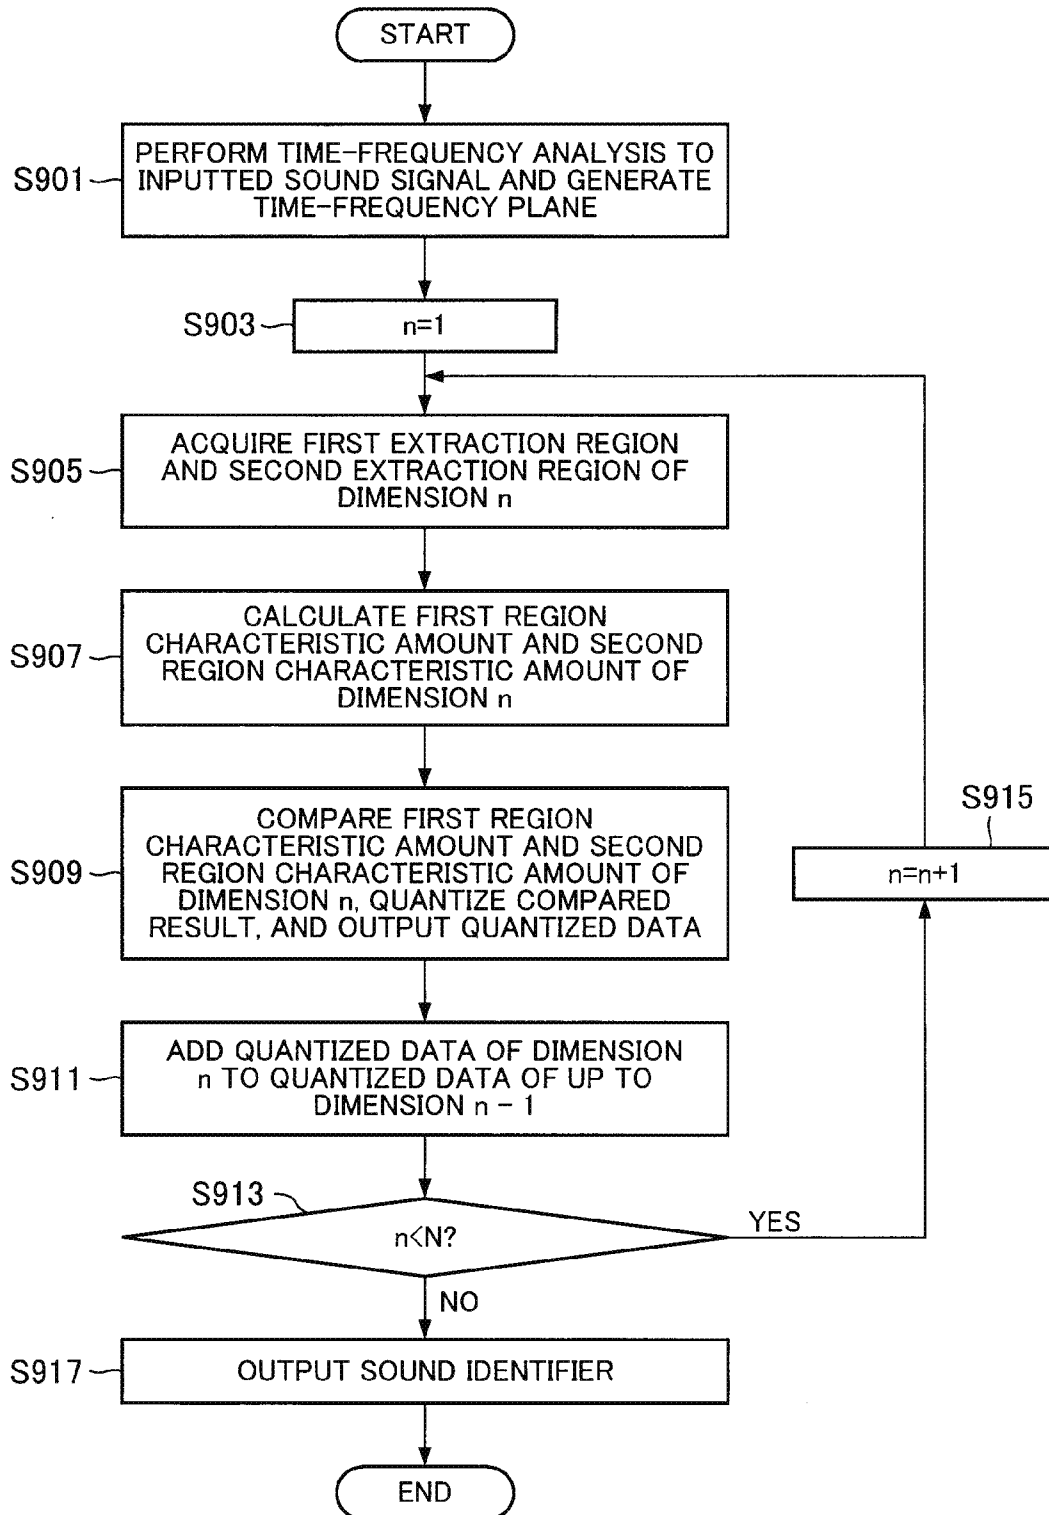 START
S901
PERFORM TIME-FREQUENCY ANALYSIS TO
INPUTTED SOUND SIGNAL AND GENERATE
TIME-FREQUENCY PLANE
S903
n=1
S905
ACQUIRE FIRST EXTRACTION REGION
AND SECOND EXTRACTION REGION OF
DIMENSION n
S907
CALCULATE FIRST REGION
CHARACTERISTIC AMOUNT AND SECOND
REGION CHARACTERISTIC AMOUNT OF
DIMENSION n
S909
COMPARE FIRST REGION
CHARACTERISTIC AMOUNT AND SECOND
REGION CHARACTERISTIC AMOUNT OF
DIMENSION n, QUANTIZE COMPARED
RESULT, AND OUTPUT QUANTIZED DATA
S915
n=n+1
S911
ADD QUANTIZED DATA OF DIMENSION
n TO QUANTIZED DATA OF UP TO
DIMENSION n - 1
S913
n<N?
YES
NO
S917
OUTPUT SOUND IDENTIFIER
END